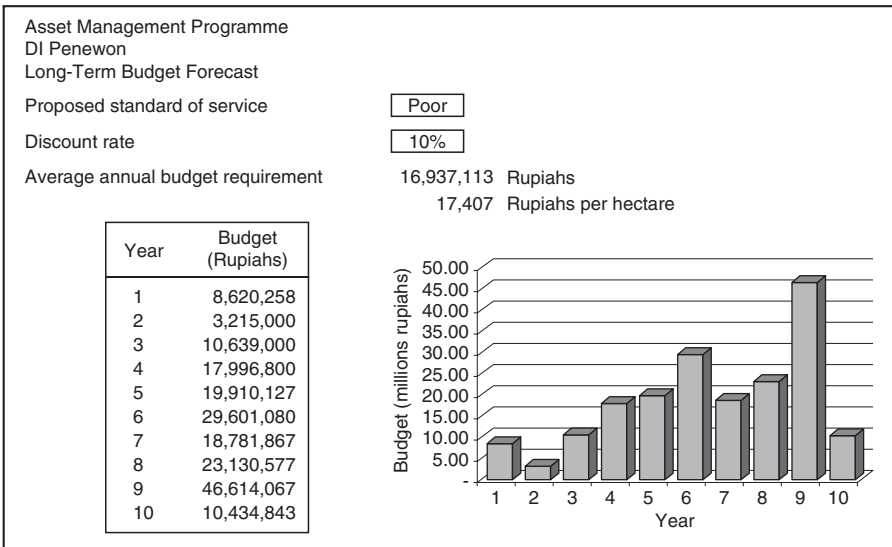 Asset Management Programme
DI Penewon
Long-Term Budget Forecast
Proposed standard of service Poor
Discount rate 10%
Average annual budget requirement 16,937,113 Rupiahs
17,407 Rupiahs per hectare
Year Budget
(Rupiahs)
1 8,620,258
2 3,215,000
3 10,639,000
4 17,996,800
5 19,910,127
6 29,601,080
7 18,781,867
8 23,130,577
9 46,614,067
10 10,434,843
Budget (millions rupiahs)
50.00
45.00
40.00
35.00
30.00
25.00
20.00
15.00
10.00
5.00
-
1 2 3 4 5 6 7 8 9 10
Year